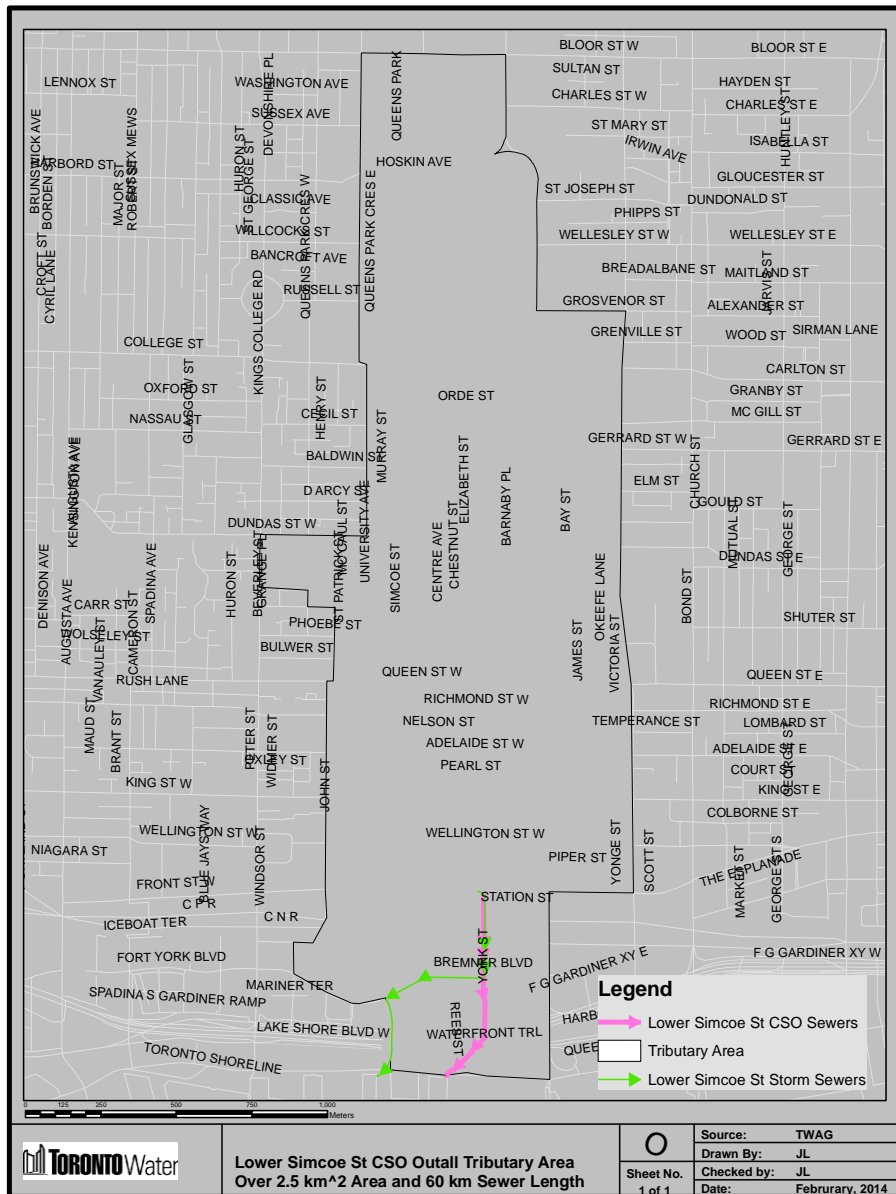 BLOOR ST W
BLOOR ST E
SULTAN ST
LENNOX ST
WASHINGTON AVE
DEVONSHIRE PL
QUEENS PARK
HAYDEN ST
CHARLES ST W
CHARLES ST E
SUSSEX AVE
SUSSEX MEWS
BRUNSWICK AVE
ST MARY ST
IRWIN AVE
ISABELLA ST
HUNTLEY ST
HARBORD ST
BORDEN ST
MAJOR ST
ROBERT ST
HURON ST
ST GEORGE ST
HOSKIN AVE
GLOUCESTER ST
ST JOSEPH ST
DUNDONALD ST
CLASSIC AVE
PHIPPS ST
WILLCOCKS ST
QUEENS PARK CRES W
QUEENS PARK CRES E
WELLESLEY ST W
WELLESLEY ST E
CROFT ST
CYRIL LANE
BANCROFT AVE
BREADALBANE ST
MAITLAND ST
JARVIS ST
RUSSELL ST
GROSVENOR ST
ALEXANDER ST
KINGS COLLEGE RD
COLLEGE ST
GRENVILLE ST
WOOD ST
SIRMAN LANE
CARLTON ST
OXFORD ST
GLASGOW ST
HENRY ST
ORDE ST
GRANBY ST
NASSAU ST
CECIL ST
MURRAY ST
MC GILL ST
GERRARD ST W
GERRARD ST E
BALDWIN ST
KENSINGTON AVE
AUGUSTA AVE
ELIZABETH ST
BARNABY PL
BAY ST
ELM ST
CHURCH ST
D ARCY ST
GOULD ST
MUTUAL ST
GEORGE ST
DUNDAS ST W
MC CAUL ST
UNIVERSITY AVE
CENTRE AVE
CHESTNUT ST
DUNDAS ST E
DENISON AVE
SPADINA AVE
HURON ST
BEVERLEY ST
GRANGE PL
ST PATRICK ST
SIMCOE ST
OKEEFE LANE
BOND ST
CARR ST
AUGUSTA AVE
CAMERON ST
PHOEBE ST
SHUTER ST
WOLSELEY ST
VANAULEY ST
BULWER ST
JAMES ST
VICTORIA ST
RUSH LANE
QUEEN ST W
QUEEN ST E
RICHMOND ST W
RICHMOND ST E
MAUD ST
BRANT ST
PETER ST
WIDMER ST
NELSON ST
TEMPERANCE ST
LOMBARD ST
ADELAIDE ST W
ADELAIDE ST E
OXLEY ST
JOHN ST
PEARL ST
COURT ST
GEORGE ST
KING ST W
KING ST E
COLBORNE ST
BLUE JAYS WAY
WELLINGTON ST W
WELLINGTON ST W
WINDSOR ST
YONGE ST
SCOTT ST
NIAGARA ST
PIPER ST
THE ESPLANADE
MARKET ST
GEORGE ST S
FRONT ST W
C P R
STATION ST
C N R
ICEBOAT TER
YORK ST
FORT YORK BLVD
BREMNER BLVD
F G GARDINER XY E
F G GARDINER XY W
MARINER TER
SPADINA S GARDINER RAMP
REES ST
LAKE SHORE BLVD W
WATERFRONT TRL
HARB
QUE
TORONTO SHORELINE
Legend
Lower Simcoe St CSO Sewers
Tributary Area
Lower Simcoe St Storm Sewers
0 125 250 500 750 1,000
Meters
TORONTO Water
Lower Simcoe St CSO Outall Tributary Area
Over 2.5 km^2 Area and 60 km Sewer Length
O
Sheet No.
1 of 1
Source: TWAG
Drawn By: JL
Checked by: JL
Date: Februrary, 2014